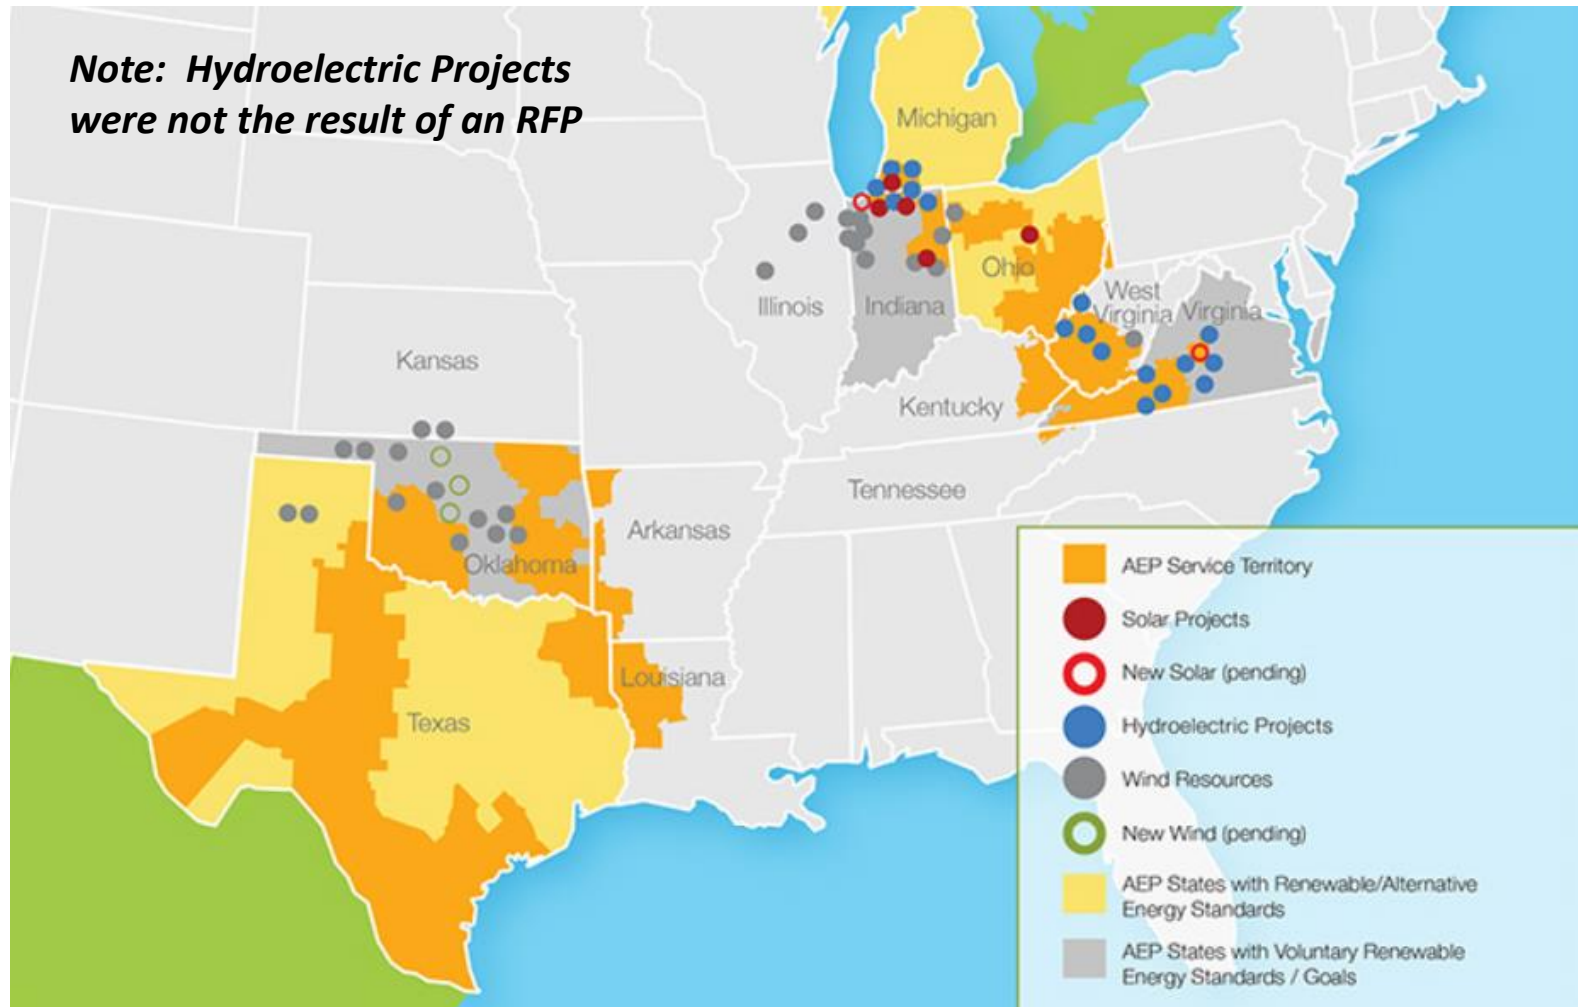 Note:  Hydroelectric Projects
were not the result of an RFP
Michigan
Ohio
Illinois
Indiana
West
Virginia
Virginia
Kansas
Kentucky
Tennessee
Arkansas
Oklahoma
Louisiana
Texas
AEP Service Territory
Solar Projects
New Solar (pending)
Hydroelectric Projects
Wind Resources
New Wind (pending)
AEP States with Renewable/Alternative
Energy Standards
AEP States with Voluntary Renewable
Energy Standards / Goals